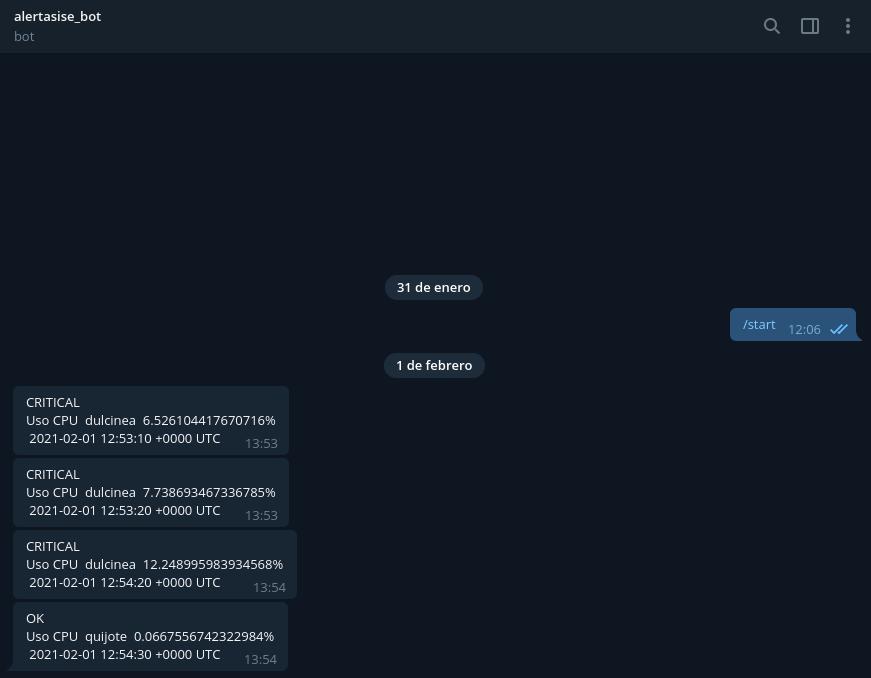 alertasise_bot
bot
31 de enero
/start 12:06
1 de febrero
CRITICAL
Uso CPU dulcinea 6.526104417670716%
2021-02-01 12:53:10 +0000 UTC 13:53
CRITICAL
Uso CPU dulcinea 7.738693467336785%
2021-02-01 12:53:20 +0000 UTC 13:53
CRITICAL
Uso CPU dulcinea 12.248995983934568%
2021-02-01 12:54:20 +0000 UTC 13:54
OK
Uso CPU quijote 0.0667556742322984%
2021-02-01 12:54:30 +0000 UTC 13:54